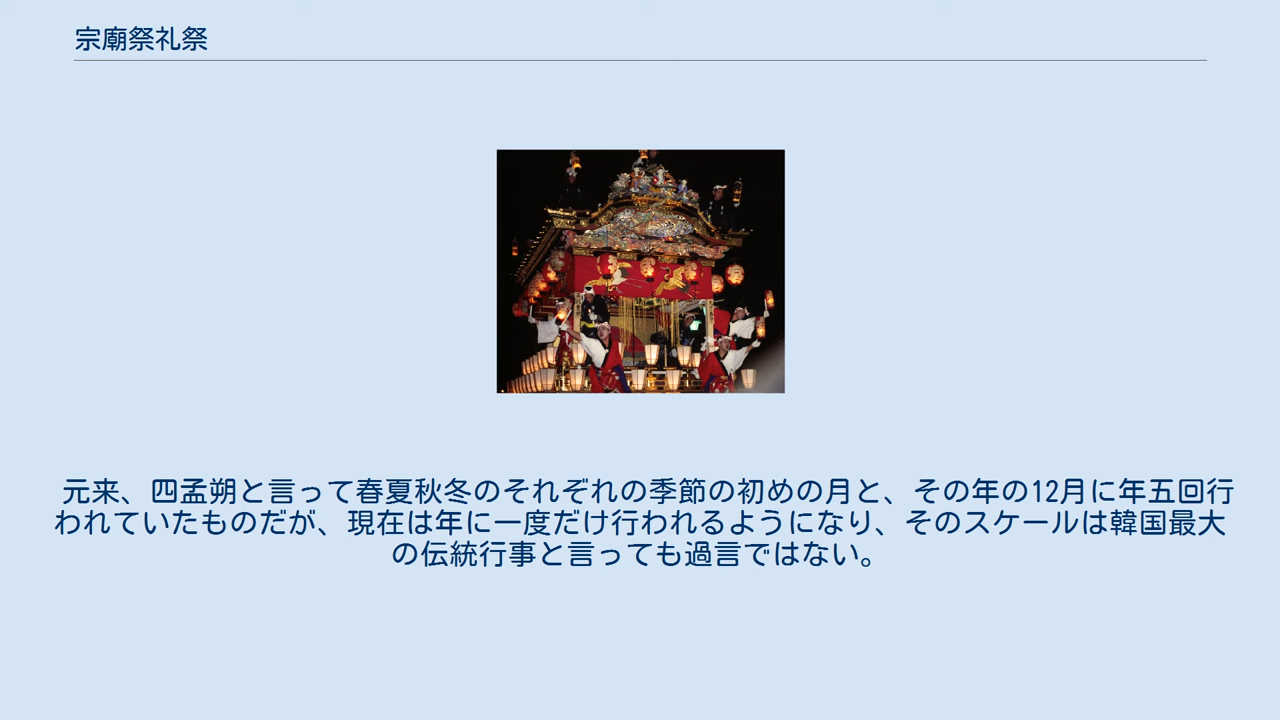 宗廟祭礼祭
元来、四孟朔と言って春夏秋冬のそれぞれの季節の初めの月と、その年の12月に年五回行
われていたものだが、現在は年に一度だけ行われるようになり、そのスケールは韓国最大
の伝統行事と言っても過言ではない。